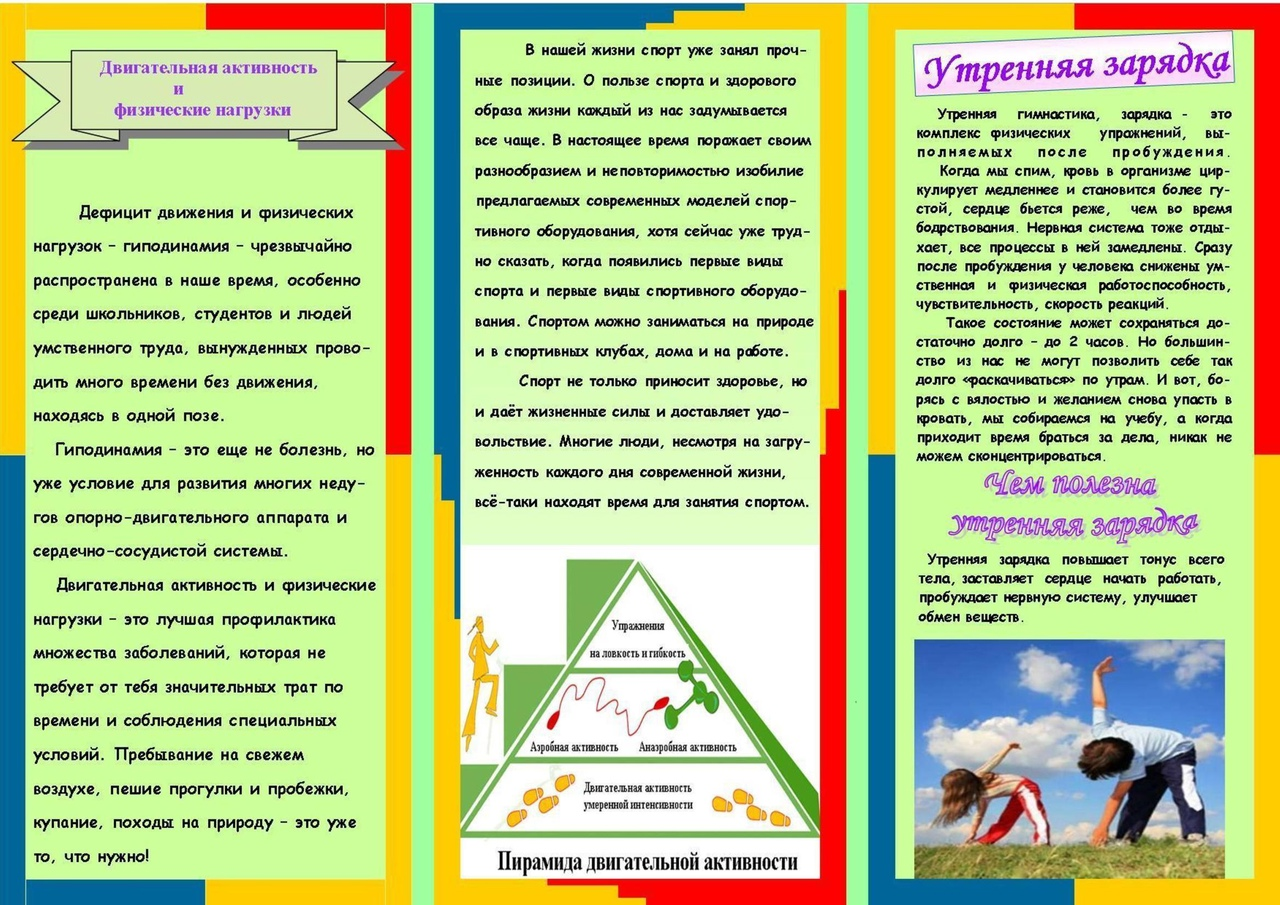 Двигательная активность
и
физические нагрузки
Дефицит движения и физических
нагрузок – гиподинамия – чрезвычайно
распространена в наше время, особенно
среди школьников, студентов и людей
умственного труда, вынужденных прово-
дить много времени без движения,
находясь в одной позе.
Гиподинамия – это еще не болезнь, но
уже условие для развития многих неду-
гов опорно-двигательного аппарата и
сердечно-сосудистой системы.
Двигательная активность и физические
нагрузки – это лучшая профилактика
множества заболеваний, которая не
требует от тебя значительных трат по
времени и соблюдения специальных
условий. Пребывание на свежем
воздухе, пешие прогулки и пробежки,
купание, походы на природу – это уже
то, что нужно!
В нашей жизни спорт уже занял проч-
ные позиции. О пользе спорта и здорового
образа жизни каждый из нас задумывается
все чаще. В настоящее время поражает своим
разнообразием и неповторимостью изобилие
предлагаемых современных моделей спор-
тивного оборудования, хотя сейчас уже труд-
но сказать, когда появились первые виды
спорта и первые виды спортивного оборудо-
вания. Спортом можно заниматься на природе
и в спортивных клубах, дома и на работе.
Спорт не только приносит здоровье, но
и даёт жизненные силы и доставляет удо-
вольствие. Многие люди, несмотря на загру-
женность каждого дня современной жизни,
всё-таки находят время для занятия спортом.
Упражнения
на ловкость и гибкость
Аэробная активность Анаэробная активность
Двигательная активность
умеренной интенсивности
Пирамида двигательной активности
Утренняя зарядка
Утренняя гимнастика, зарядка - это
комплекс физических упражнений, вы-
полняемых после пробуждения.
Когда мы спим, кровь в организме цир-
кулирует медленнее и становится более гу-
стой, сердце бьется реже, чем во время
бодрствования. Нервная система тоже отды-
хает, все процессы в ней замедлены. Сразу
после пробуждения у человека снижены ум-
ственная и физическая работоспособность,
чувствительность, скорость реакций.
Такое состояние может сохраняться до-
статочно долго – до 2 часов. Но большин-
ство из нас не могут позволить себе так
долго «раскачиваться» по утрам. И вот, бо-
рясь с вялостью и желанием снова упасть в
кровать, мы собираемся на учебу, а когда
приходит время браться за дела, никак не
можем сконцентрироваться.
Чем полезна
утренняя зарядка
Утренняя зарядка повышает тонус всего
тела, заставляет сердце начать работать,
пробуждает нервную систему, улучшает
обмен веществ.